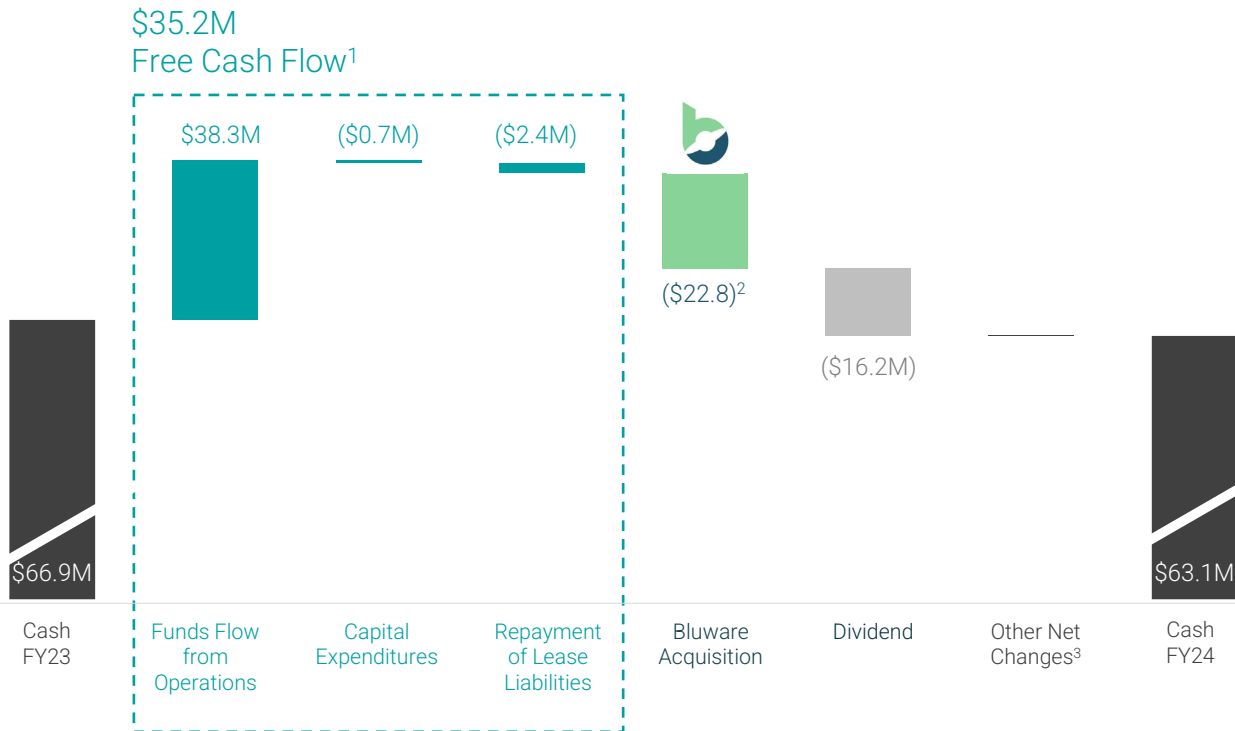 $35.2M
Free Cash Flow¹
$38.3M
($0.7M)
($2.4M)
($22.8)²
($16.2M)
$66.9M
$63.1M
Cash
FY23
Funds Flow
from
Operations
Capital
Expenditures
Repayment
of Lease
Liabilities
Bluware
Acquisition
Dividend
Other Net
Changes³
Cash
FY24